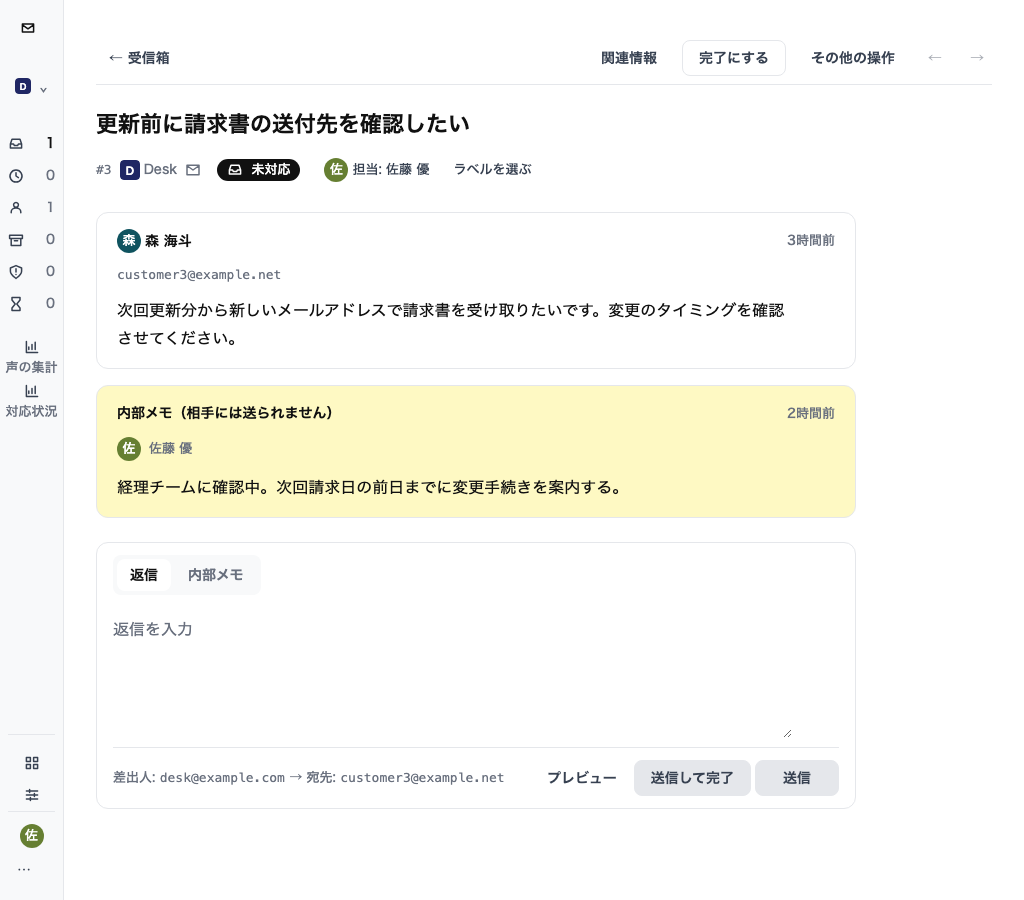 ← 受信箱
関連情報
完了にする
その他の操作
←
→
D
1
0
1
0
0
0
声の集計
対応状況
更新前に請求書の送付先を確認したい
#3 D Desk 未対応 佐 担当: 佐藤 優 ラベルを選ぶ
森 森 海斗 3時間前
customer3@example.net
次回更新分から新しいメールアドレスで請求書を受け取りたいです。変更のタイミングを確認
させてください。
内部メモ（相手には送られません） 2時間前
佐 佐藤 優
経理チームに確認中。次回請求日の前日までに変更手続きを案内する。
返信 内部メモ
返信を入力
差出人: desk@example.com → 宛先: customer3@example.net プレビュー 送信して完了 送信
佐
…